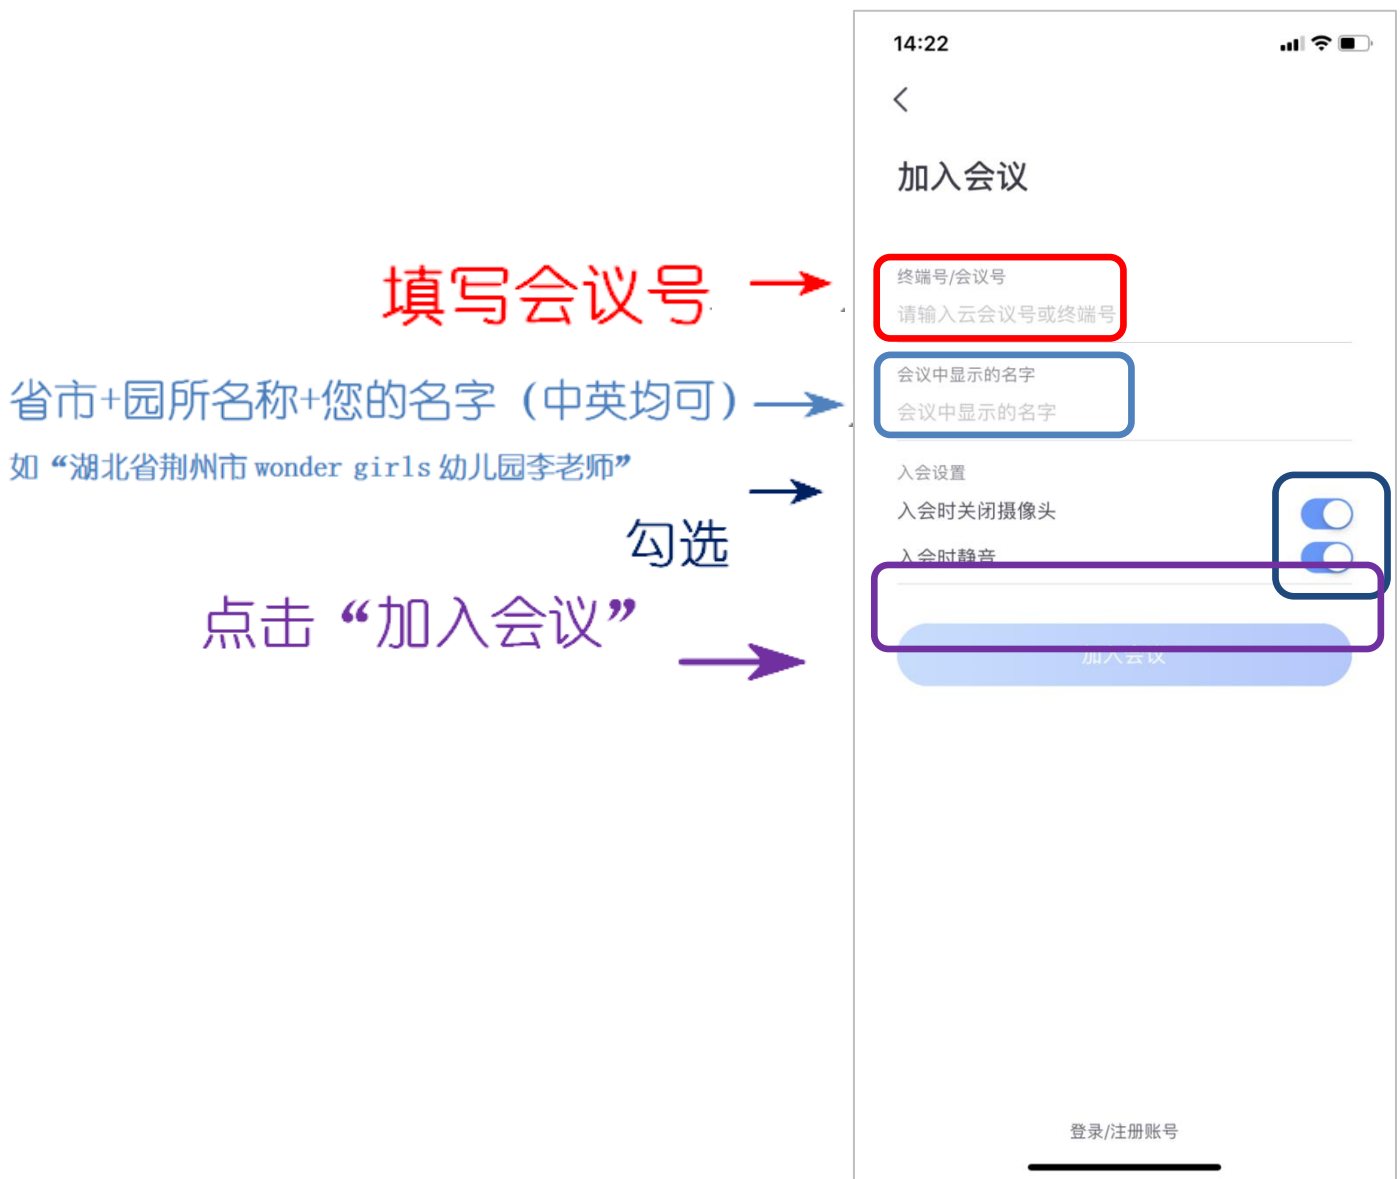 14:22
加入会议
填写会议号
终端号/会议号
请输入云会议号或终端号
省市+园所名称+您的名字（中英均可）
如“湖北省荆州市 wonder girls 幼儿园李老师”
会议中显示的名字
会议中显示的名字
入会设置
勾选
入会时关闭摄像头
入会时静音
点击“加入会议”
加入会议
登录/注册账号